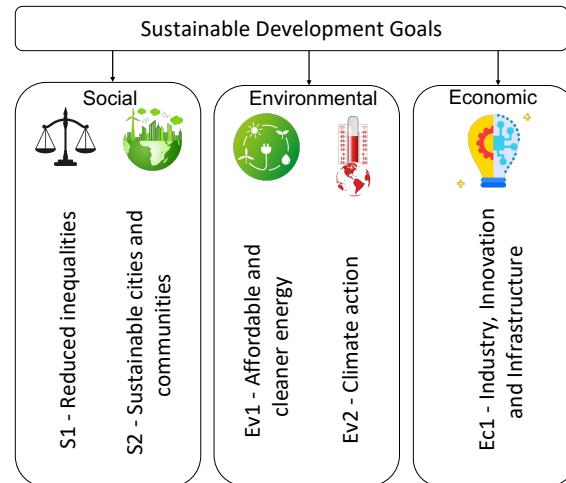 Sustainable Development Goals
Social
Environmental
Economic
S1 - Reduced inequalities
S2 - Sustainable cities and
communities
Ev1 - Affordable and
cleaner energy
Ev2 - Climate action
Ec1 - Industry, Innovation
and Infrastructure